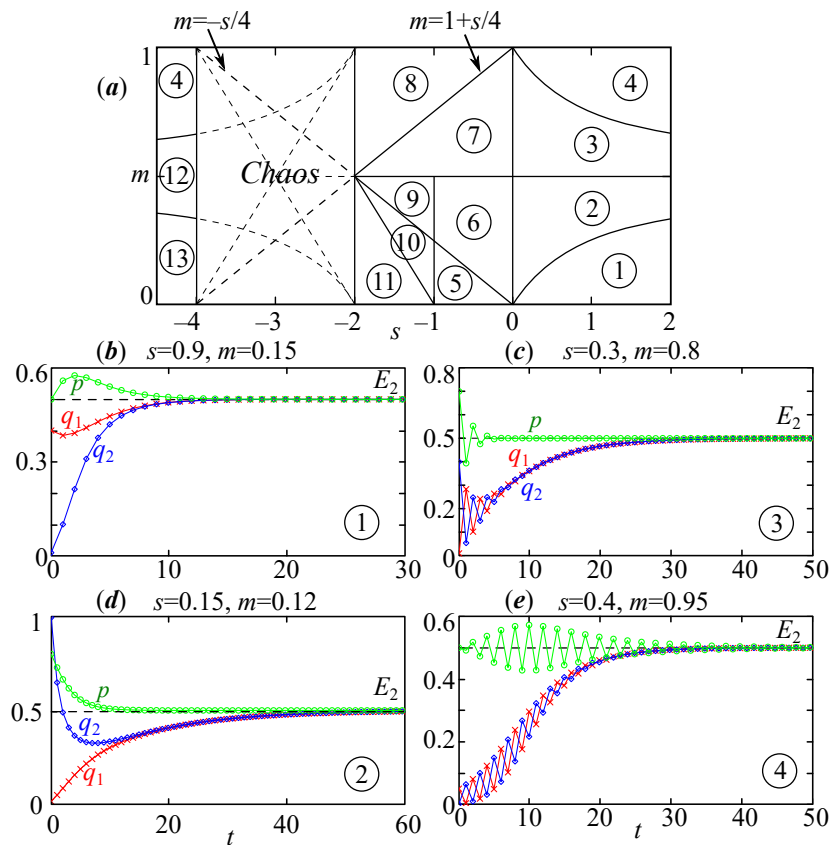 m=–s/4
m=1+s/4
(a)
1
m
0
4
12
13
Chaos
8
7
9
10
11
6
5
4
3
2
1
–4
–3
–2
–1
0
1
2
s
(b)
s=0.9, m=0.15
0.6
0.3
0
p
q1
q2
E2
1
0
10
20
30
(c)
s=0.3, m=0.8
0.8
0.5
0.2
0
p
q1
q2
E2
3
0
10
20
30
40
50
(d)
s=0.15, m=0.12
1
0.5
0
p
q2
q1
E2
2
0
20
40
60
t
(e)
s=0.4, m=0.95
0.6
0.4
0.2
0
E2
4
0
10
20
30
40
50
t